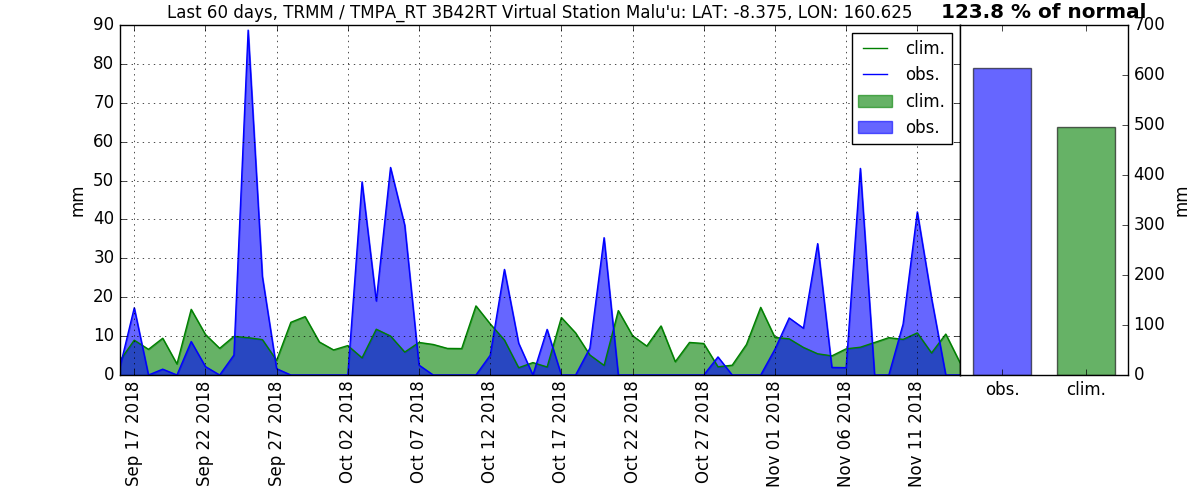 Last 60 days, TRMM / TMPA_RT 3B42RT Virtual Station Malu'u: LAT: -8.375, LON: 160.625
123.8 % of normal
90
80
70
60
50
40
30
20
10
0
mm
clim.
obs.
clim.
obs.
700
600
500
400
300
200
100
0
mm
obs.
clim.
Sep 17 2018
Sep 22 2018
Sep 27 2018
Oct 02 2018
Oct 07 2018
Oct 12 2018
Oct 17 2018
Oct 22 2018
Oct 27 2018
Nov 01 2018
Nov 06 2018
Nov 11 2018